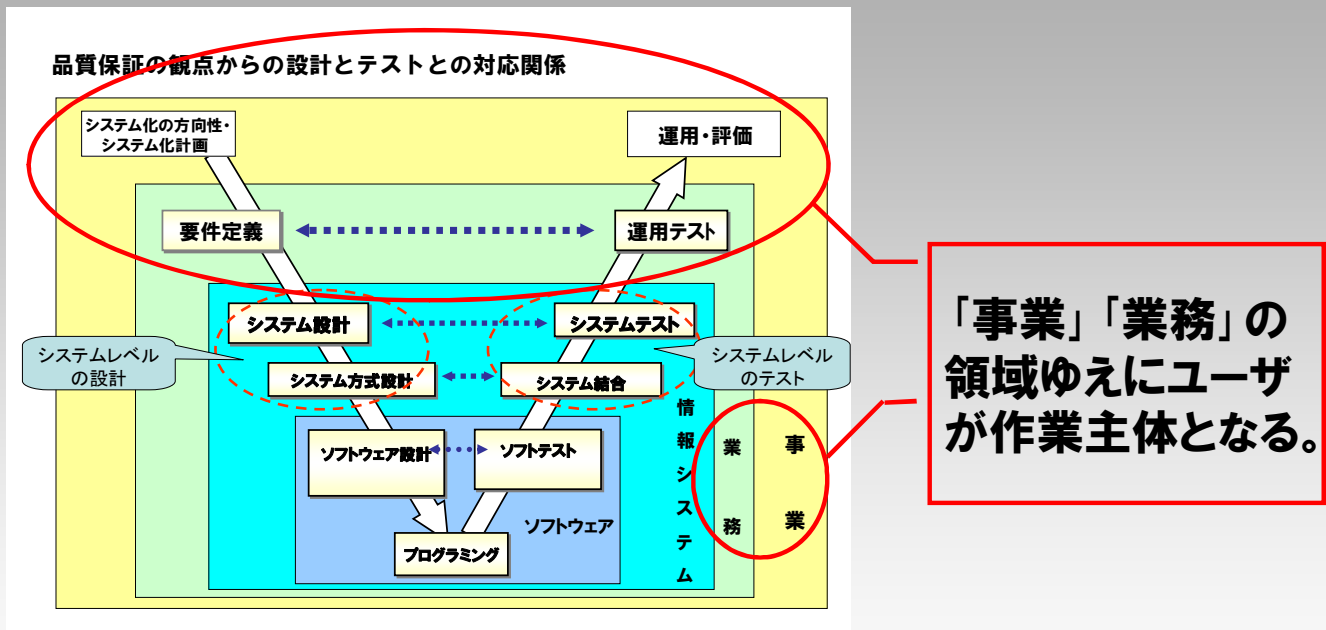 品質保証の観点からの設計とテストとの対応関係
システム化の方向性・
システム化計画
運用・評価
要件定義
運用テスト
システム設計
システムテスト
システムレベル
の設計
システムレベル
のテスト
システム方式設計
システム結合
ソフトウェア設計
ソフトテスト
ソフトウェア
プログラミング
情報システム
業務
事業
「事業」「業務」の
領域ゆえにユーザ
が作業主体となる。